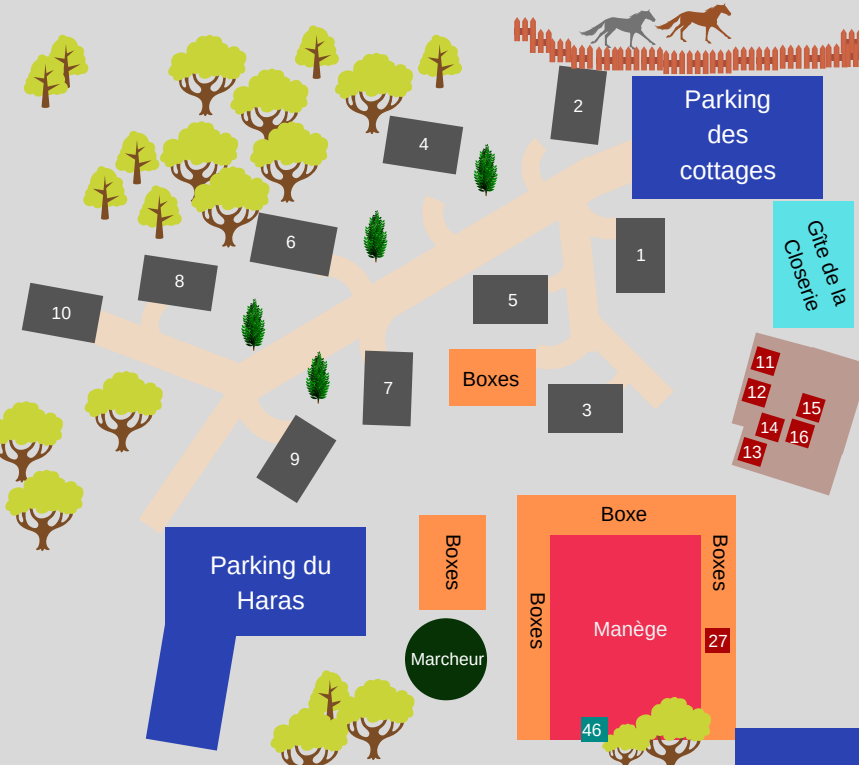 2
Parking
des
cottages
4
Gîte de la
Closerie
6
1
8
5
10
11
Boxes
7
12
3
15
14
16
13
9
Boxe
Parking du
Haras
Boxes
Boxes
Boxes
Manège
27
Marcheur
46